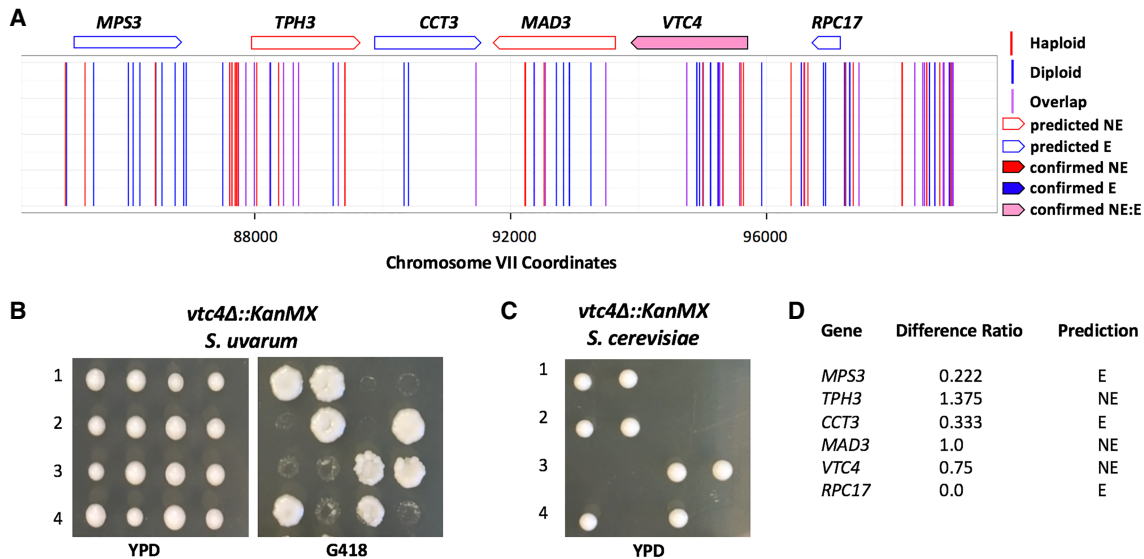 A
MPS3 TPH3 CCT3 MAD3 VTC4 RPC17
Haploid
Diploid
Overlap
predicted NE
predicted E
confirmed NE
confirmed E
confirmed NE:E
88000 92000 96000
Chromosome VII Coordinates
B
vtc4Δ::KanMX
S. uvarum
1
2
3
4
YPD G418
C
vtc4Δ::KanMX
S. cerevisiae
1
2
3
4
YPD
D
Gene Difference Ratio Prediction
MPS3 0.222 E
TPH3 1.375 NE
CCT3 0.333 E
MAD3 1.0 NE
VTC4 0.75 NE
RPC17 0.0 E